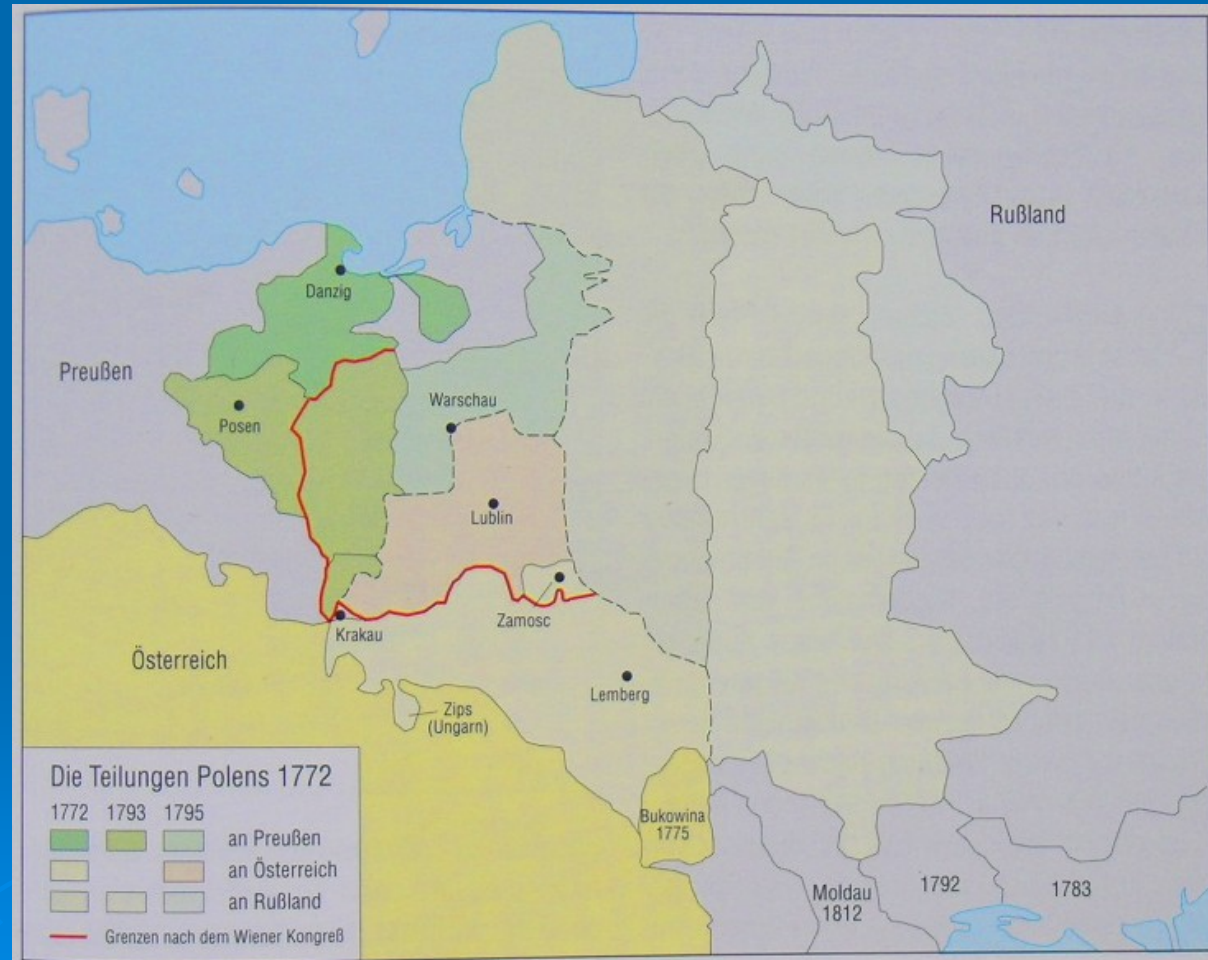 Rußland
Danzig
Preußen
Posen
Warschau
Lublin
Zamosc
Krakau
Österreich
Lemberg
Zips
(Ungarn)
Bukowina
1775
Moldau
1812
1792
1783
Die Teilungen Polens 1772
1772 1793 1795
an Preußen
an Österreich
an Rußland
Grenzen nach dem Wiener Kongreß